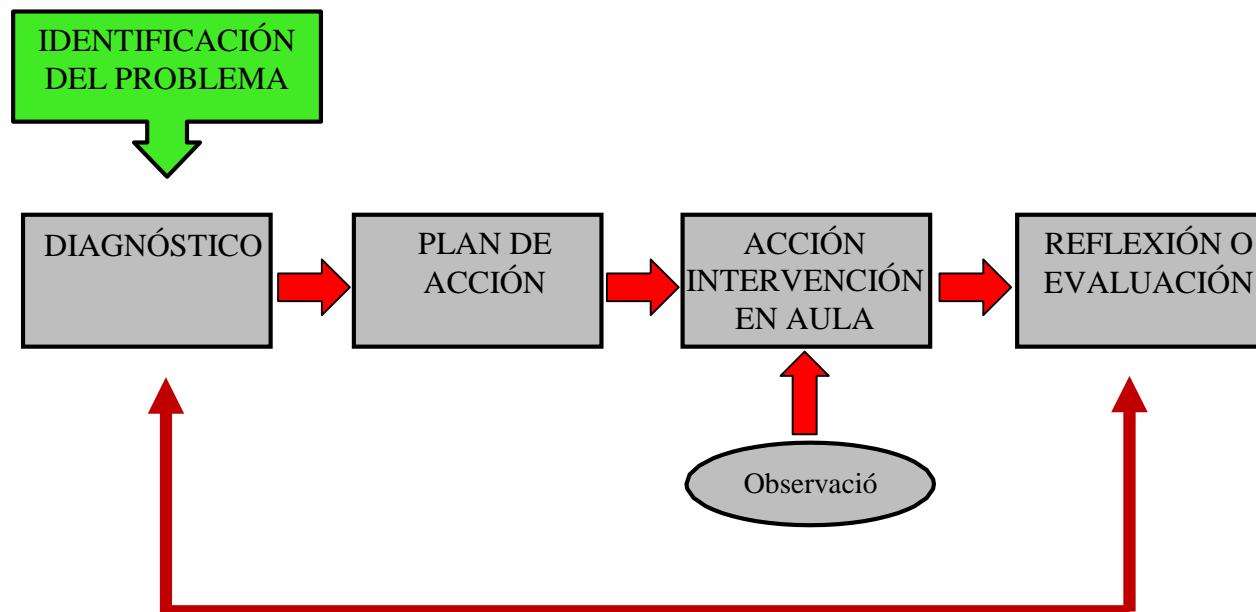 IDENTIFICACIÓN
DEL PROBLEMA
DIAGNÓSTICO
PLAN DE
ACCIÓN
ACCIÓN
INTERVENCIÓN
EN AULA
REFLEXIÓN O
EVALUACIÓN
Observació